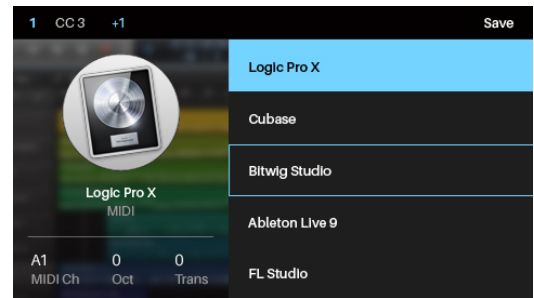 1 CC 3 +1 Save
Logic Pro X
MIDI
A1 0 0
MIDI Ch Oct Trans
Logic Pro X
Cubase
Bitwig Studio
Ableton Live 9
FL Studio